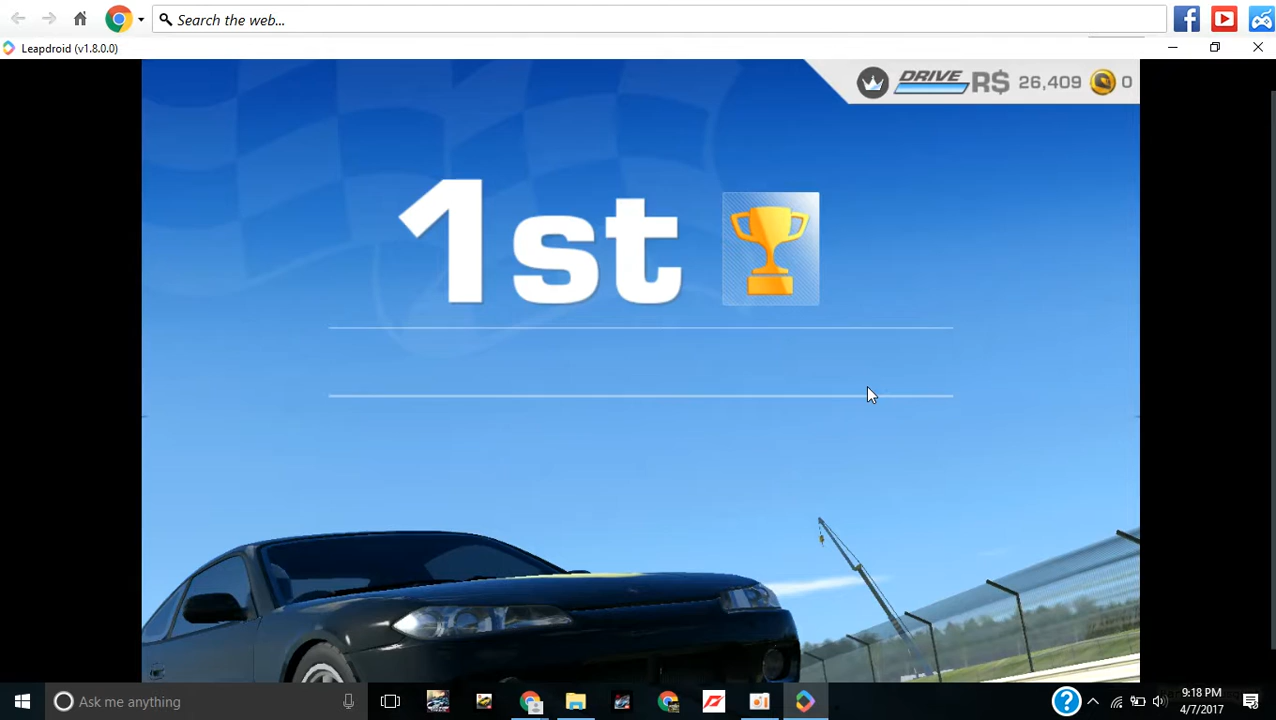 Search the web...
Leapdroid (v1.8.0.0)
DRIVE R$ 26,409 0
1st
Ask me anything
9:18 PM
4/7/2017